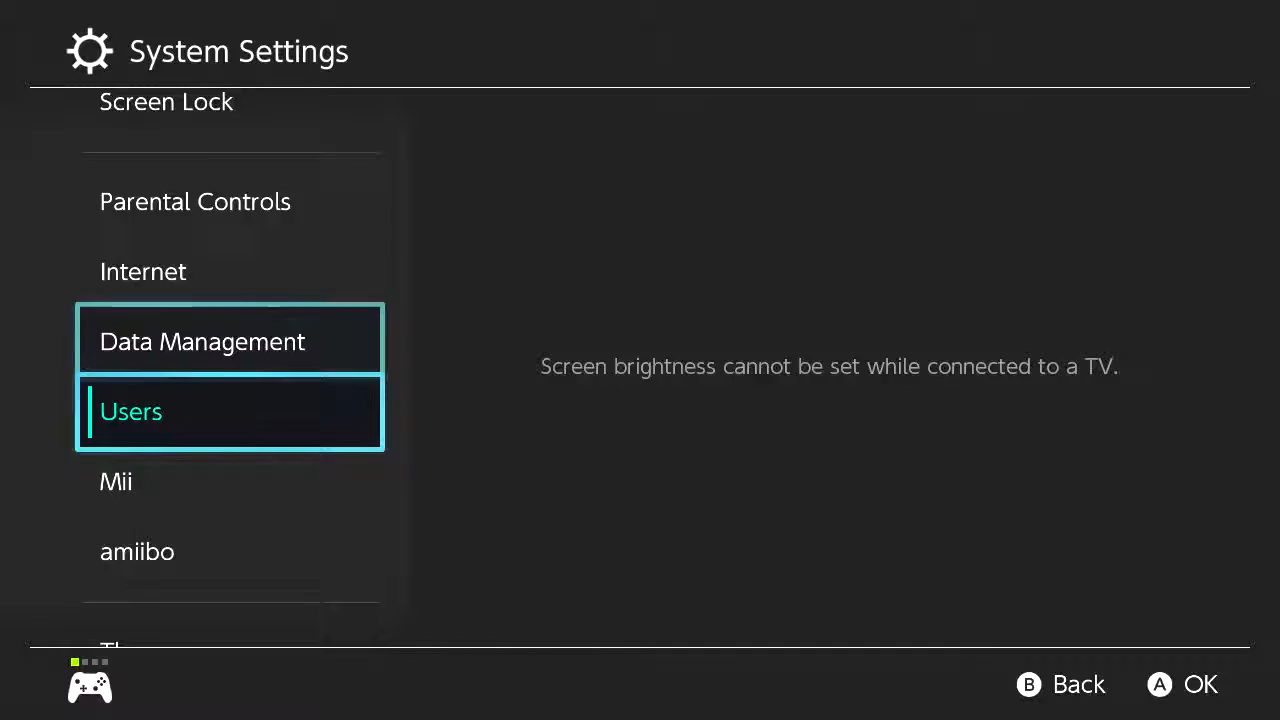 System Settings
Screen Lock
Parental Controls
Internet
Data Management
Screen brightness cannot be set while connected to a TV.
Users
Mii
amiibo
B Back A OK